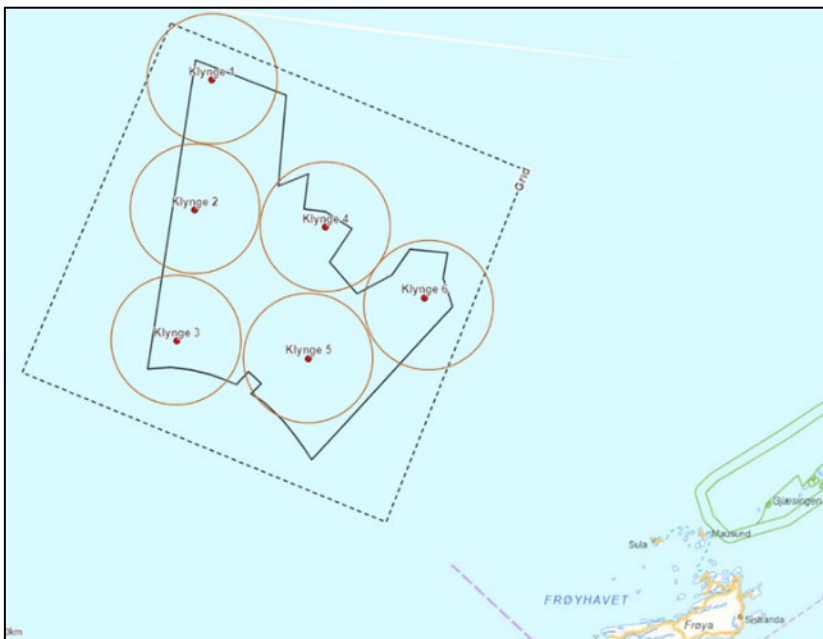 Klynge 1
Grid
Klynge 2
Klynge 4
Klynge 6
Klynge 3
Klynge 5
Gjæsingen
Mausund
Sula
FRØYHAVET
Sistranda
Frøya
0km